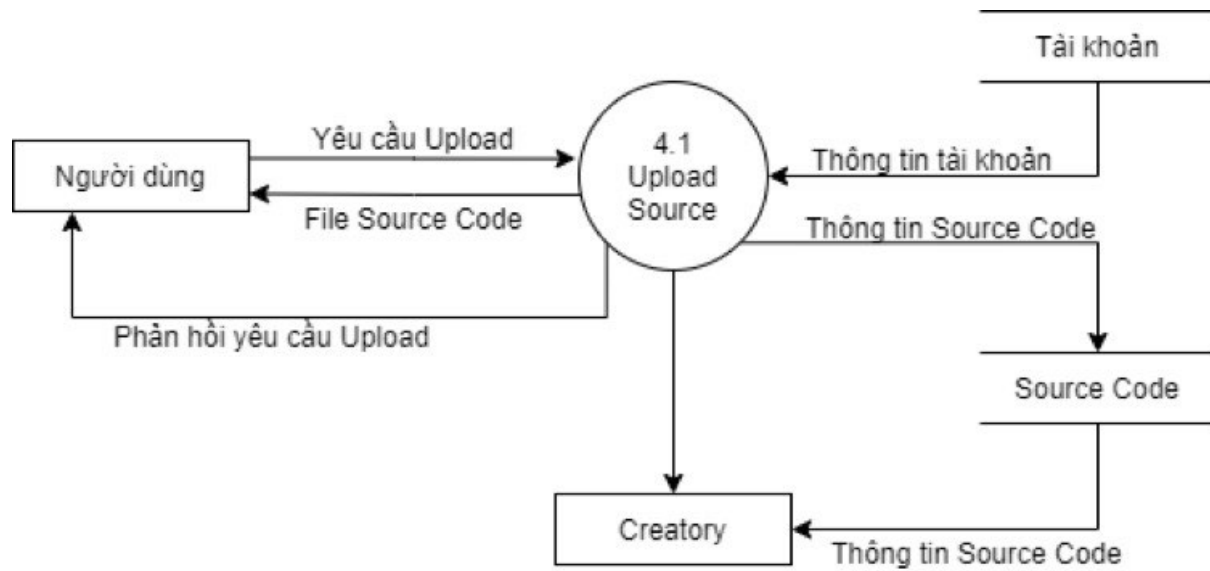 Tài khoản
Yêu cầu Upload
4.1
Upload
Source
Người dùng
Thông tin tài khoản
File Source Code
Thông tin Source Code
Phản hồi yêu cầu Upload
Source Code
Creatory
Thông tin Source Code